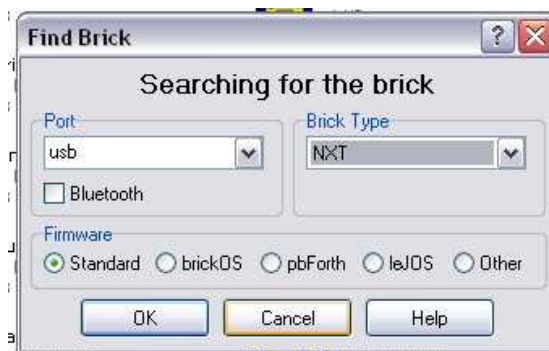 Find Brick
Searching for the brick
Port
Brick Type
usb
NXT
Bluetooth
Firmware
Standard brickOS pbForth leJOS Other
OK Cancel Help